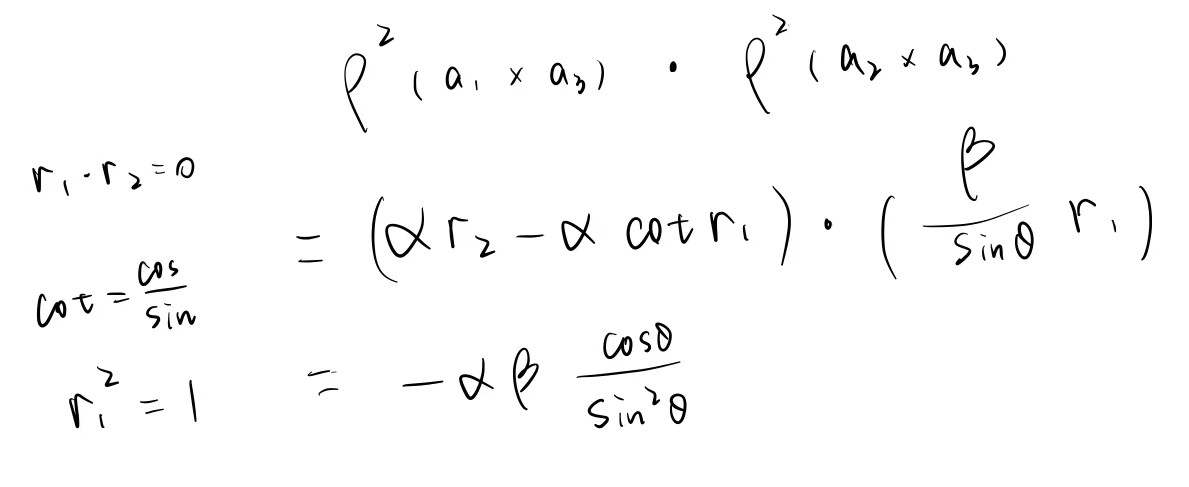 ρ² (a₁ × a₃) · ρ² (a₂ × a₃)
r₁ · r₂ = 0
= (α r₂ − α cot r₁) · (β/sinθ r₁)
cot = cos/sin
r₁² = 1
= − α β cosθ/sin²θ